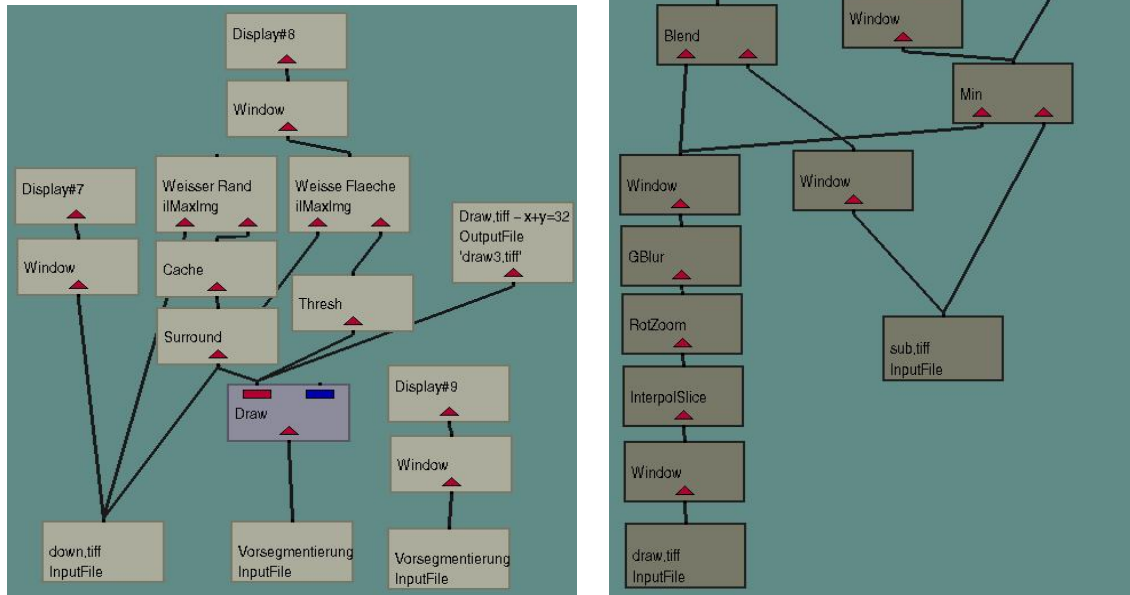 Display#8
Window
Display#7
Weisser Rand
ilMaxImg
Weisse Flaeche
ilMaxImg
Draw,tiff – x+y=32
OutputFile
'draw3,tiff'
Window
Cache
Thresh
Surround
Draw
Display#9
Window
down,tiff
InputFile
Vorsegmentierung
InputFile
Vorsegmentierung
InputFile
Blend
Window
Min
Window
Window
GBlur
RotZoom
sub,tiff
InputFile
InterpolSlice
Window
draw,tiff
InputFile